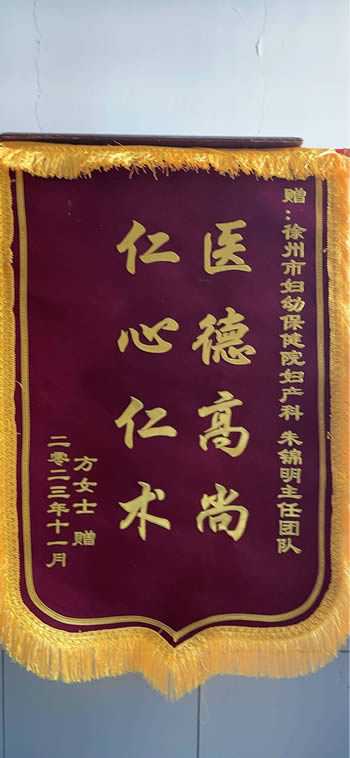 赠：徐州市妇幼保健院妇产科 朱锦明主任团队
医德高尚
仁心仁术
方女士 赠
二零二三年十一月